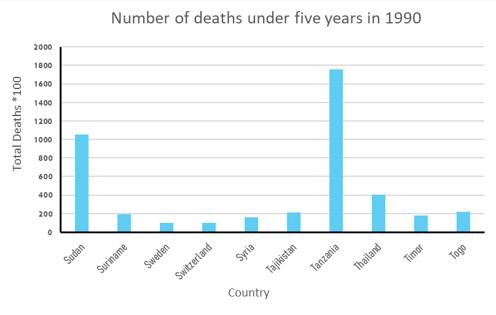 Number of deaths under five years in 1990
Total Deaths *100
2000
1800
1600
1400
1200
1000
800
600
400
200
0
Sudan
Suriname
Sweden
Switzerland
Syria
Tajikistan
Tanzania
Thailand
Timor
Togo
Country